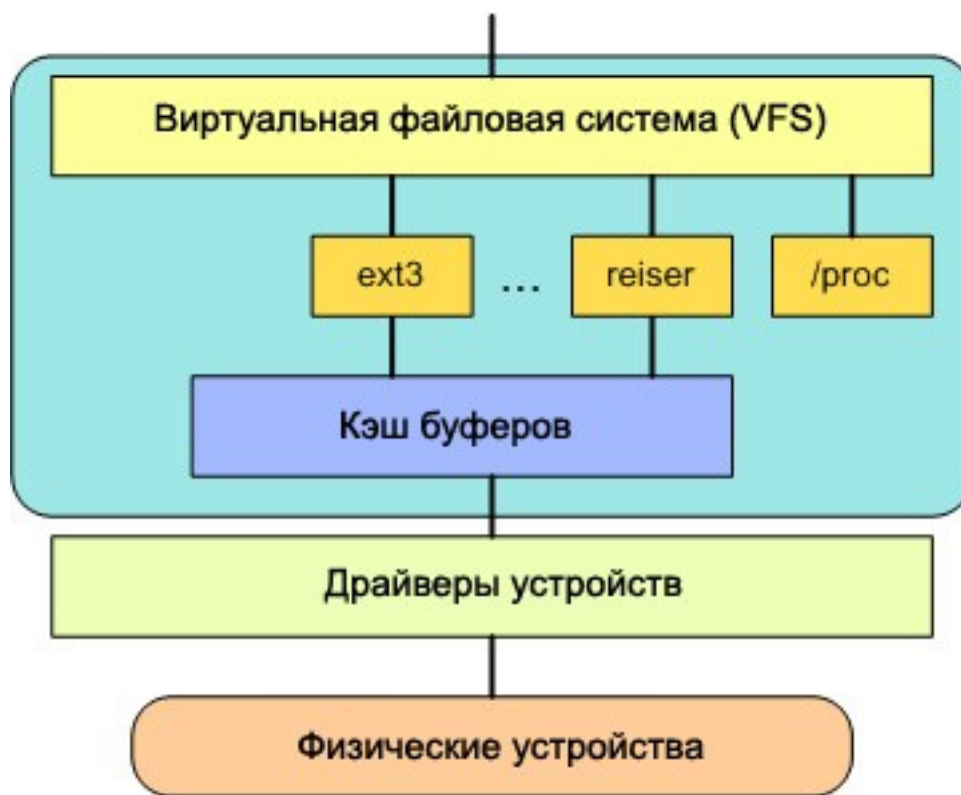 Виртуальная файловая система (VFS)
ext3 ... reiser /proc
Кэш буферов
Драйверы устройств
Физические устройства